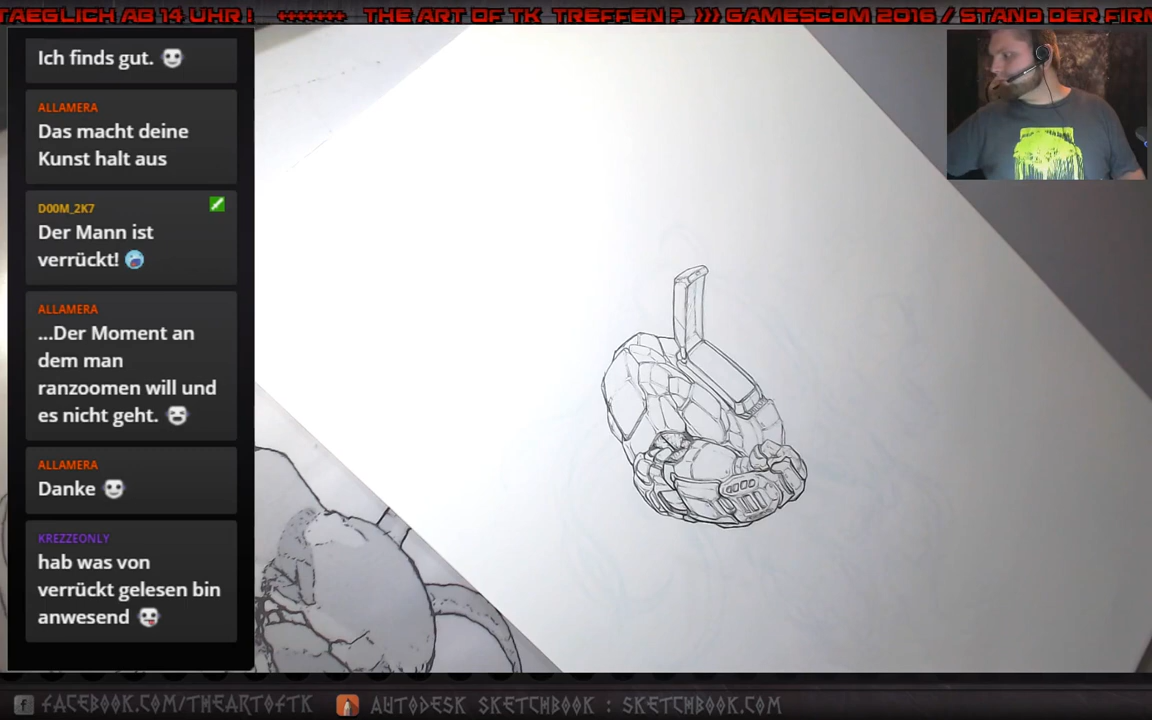 TAEGLICH AB 14 UHR ! +++++++ THE ART OF TK TREFFEN ? >>> GAMESCOM 2016 / STAND DER FIRM
Ich finds gut.
ALLAMERA
Das macht deine
Kunst halt aus
D00M_2K7
Der Mann ist
verrückt!
ALLAMERA
...Der Moment an
dem man
ranzoomen will und
es nicht geht.
ALLAMERA
Danke
KREZZEONLY
hab was von
verrückt gelesen bin
anwesend
FACEBOOK.COM/THEARTOFTK AUTODESK SKETCHBOOK : SKETCHBOOK.COM